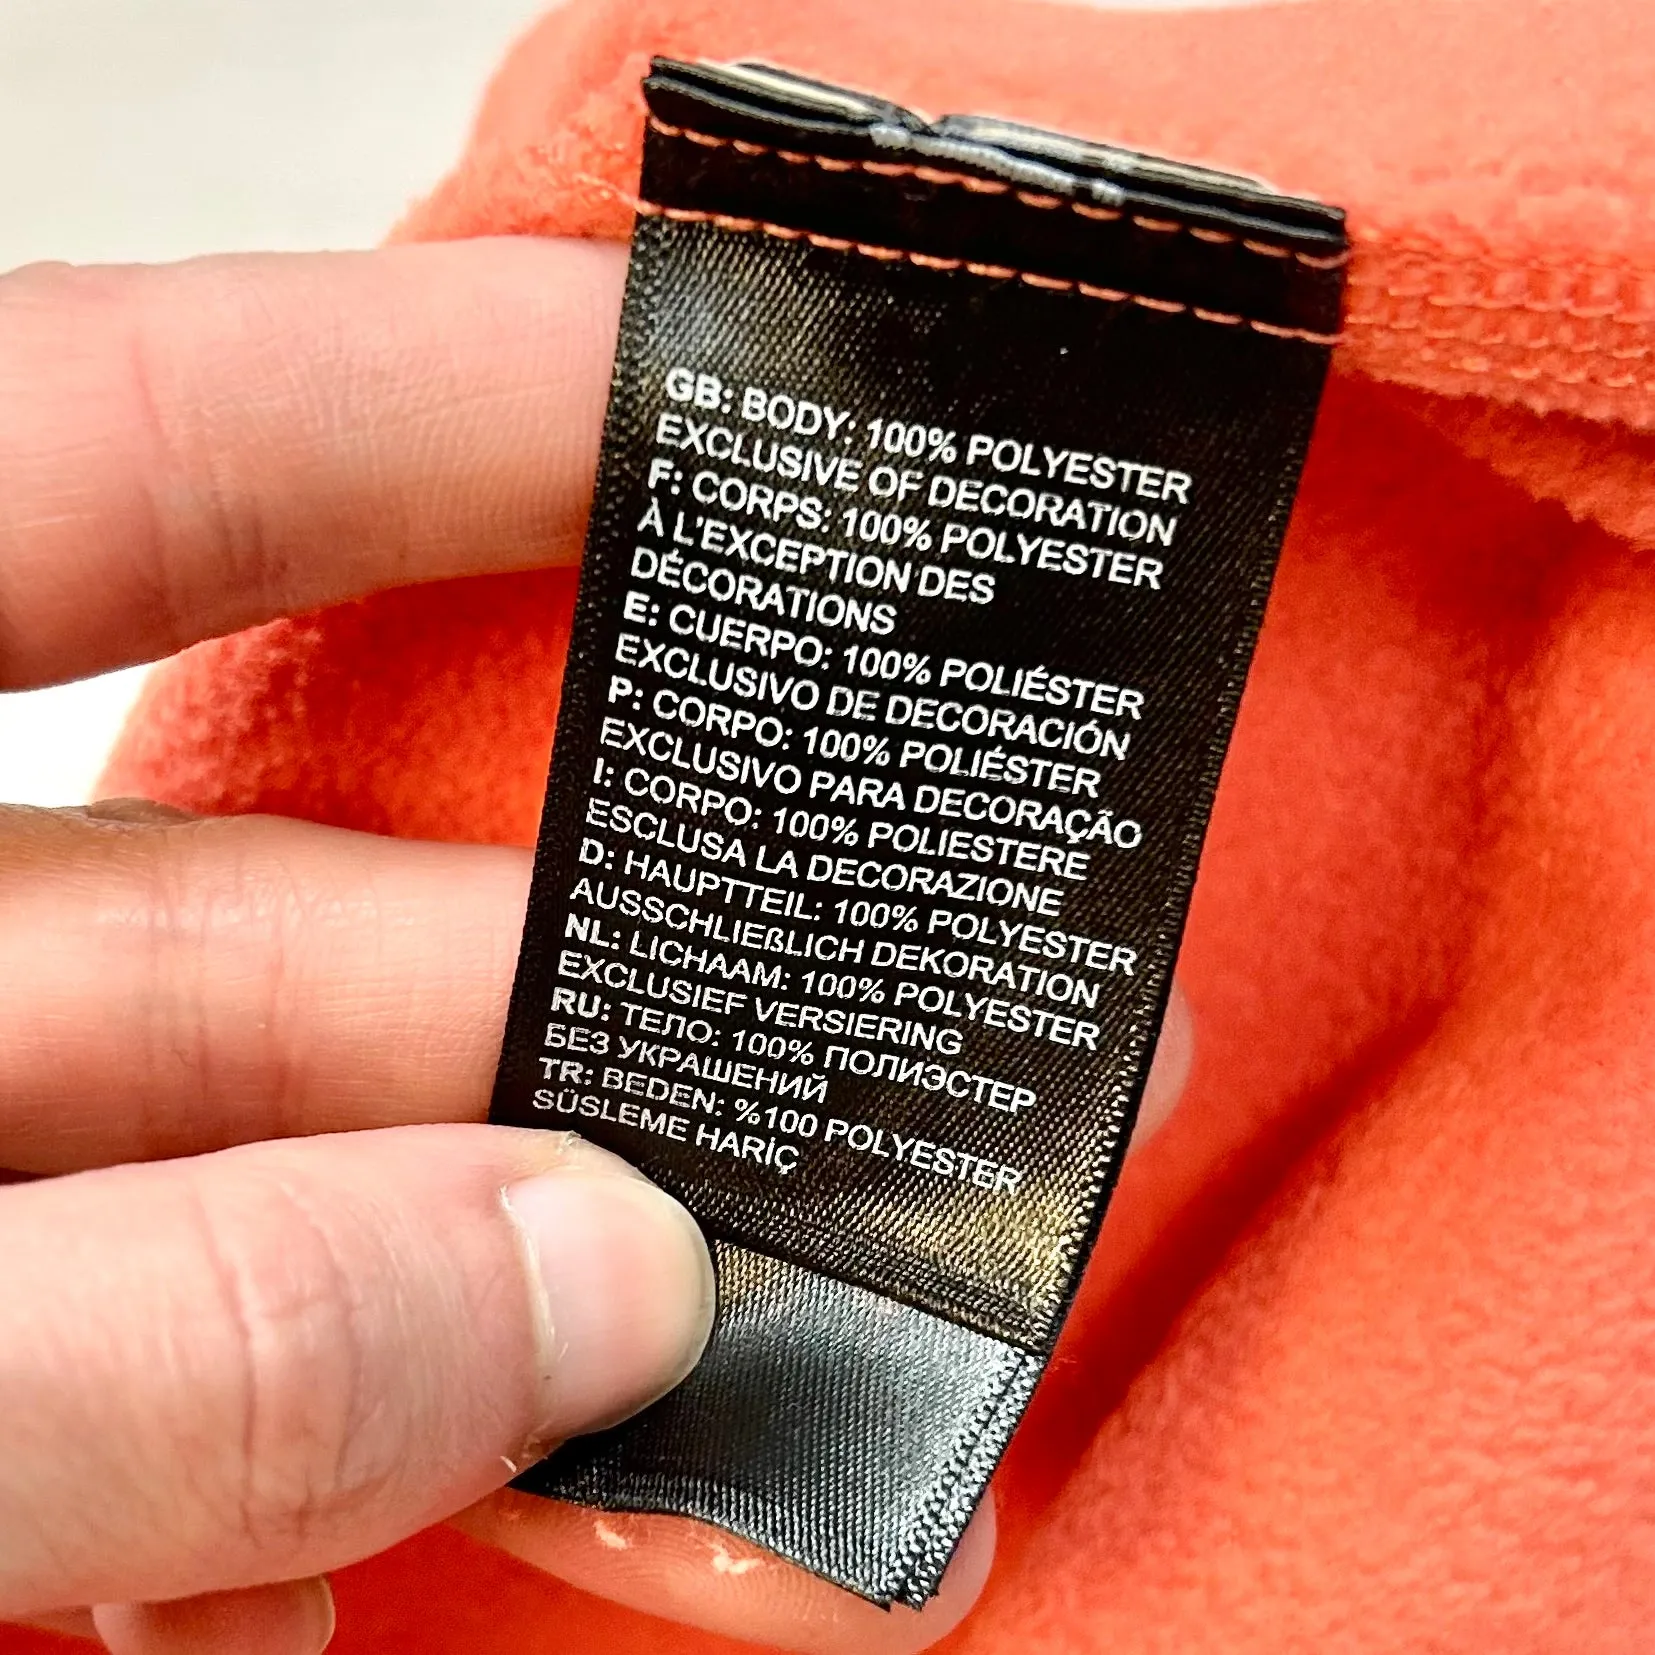 GB: BODY: 100% POLYESTER
EXCLUSIVE OF DECORATION
F: CORPS: 100% POLYESTER
À L'EXCEPTION DES
DÉCORATIONS
E: CUERPO: 100% POLIÉSTER
EXCLUSIVO DE DECORACIÓN
P: CORPO: 100% POLIÉSTER
EXCLUSIVO PARA DECORAÇÃO
I: CORPO: 100% POLIESTERE
ESCLUSA LA DECORAZIONE
D: HAUPTTEIL: 100% POLYESTER
AUSSCHLIEßLICH DEKORATION
NL: LICHAAM: 100% POLYESTER
EXCLUSIEF VERSIERING
RU: ТЕЛО: 100% ПОЛИЭСТЕР
БЕЗ УКРАШЕНИЙ
TR: BEDEN: %100 POLYESTER
SÜSLEME HARİÇ